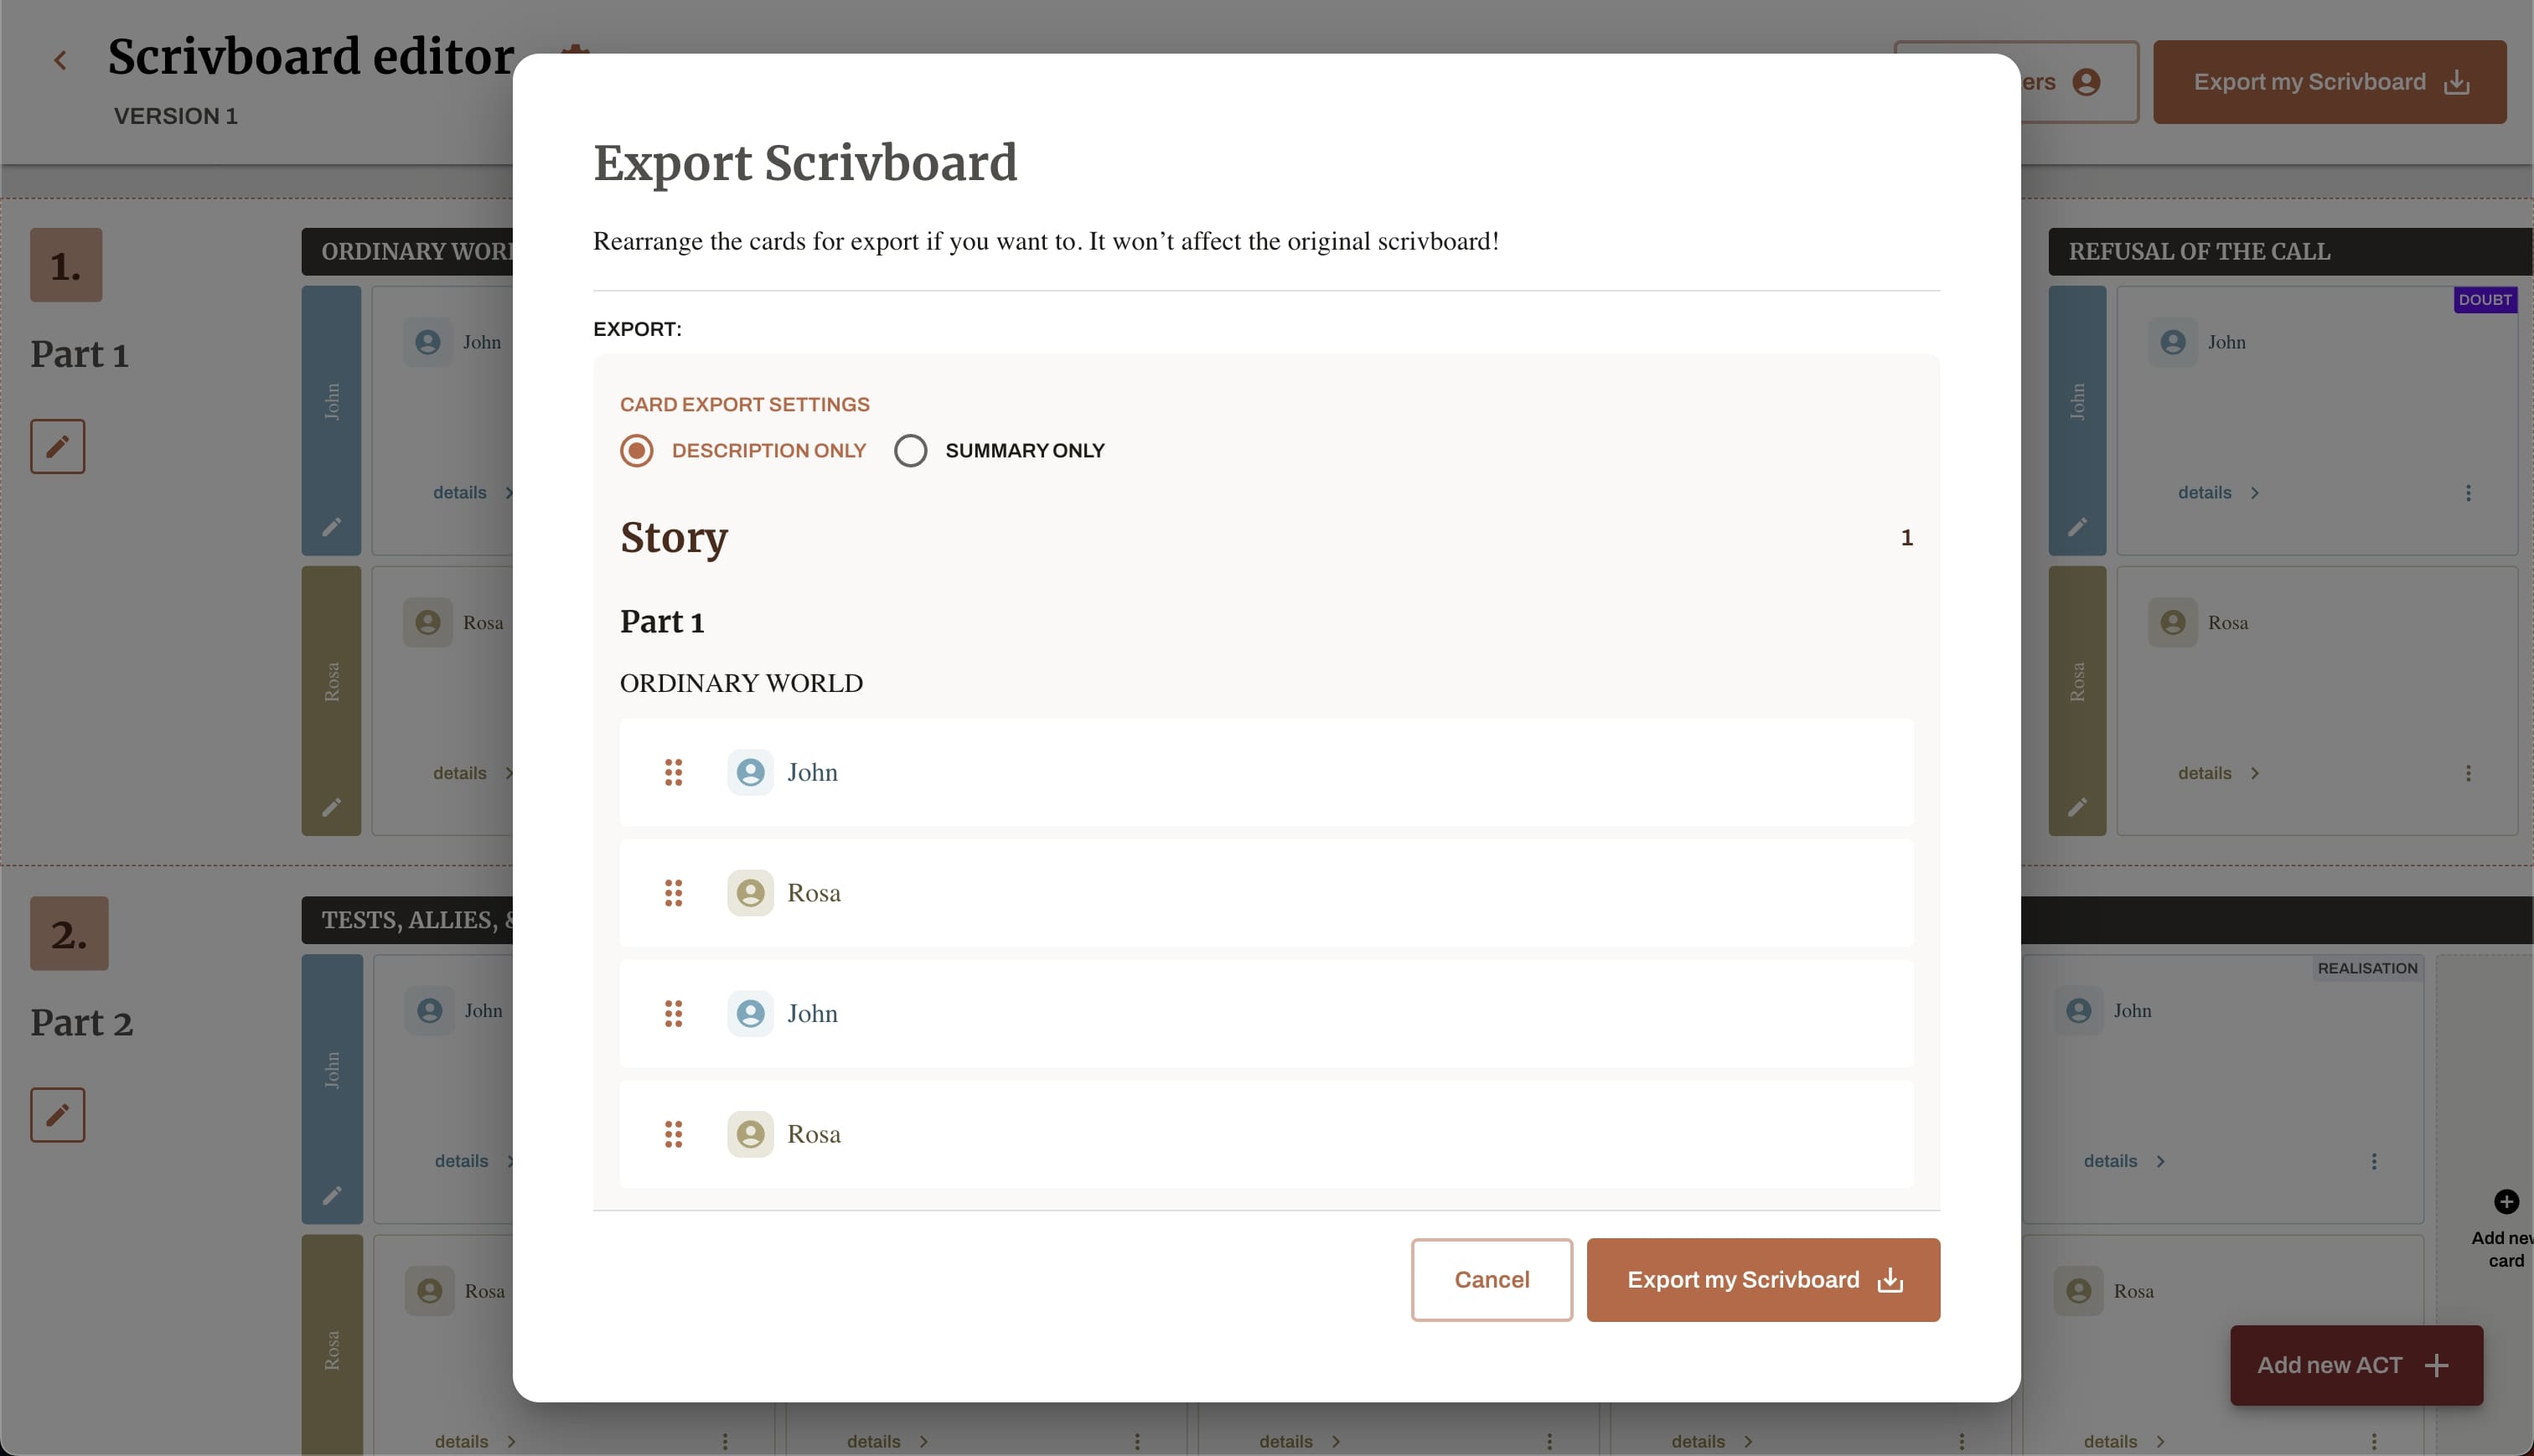 Scrivboard editor
VERSION 1
ers
Export my Scrivboard
Export Scrivboard
Rearrange the cards for export if you want to. It won’t affect the original scrivboard!
EXPORT:
CARD EXPORT SETTINGS
DESCRIPTION ONLY
SUMMARY ONLY
Story
1
Part 1
ORDINARY WORLD
John
Rosa
John
Rosa
Cancel
Export my Scrivboard
1.
Part 1
ORDINARY WOR
John
John
details
Rosa
Rosa
details
REFUSAL OF THE CALL
DOUBT
John
John
details
Rosa
Rosa
details
2.
Part 2
TESTS, ALLIES,
John
John
details
Rosa
Rosa
details
details
details
details
REALISATION
John
details
Rosa
details
Add new
card
Add new ACT